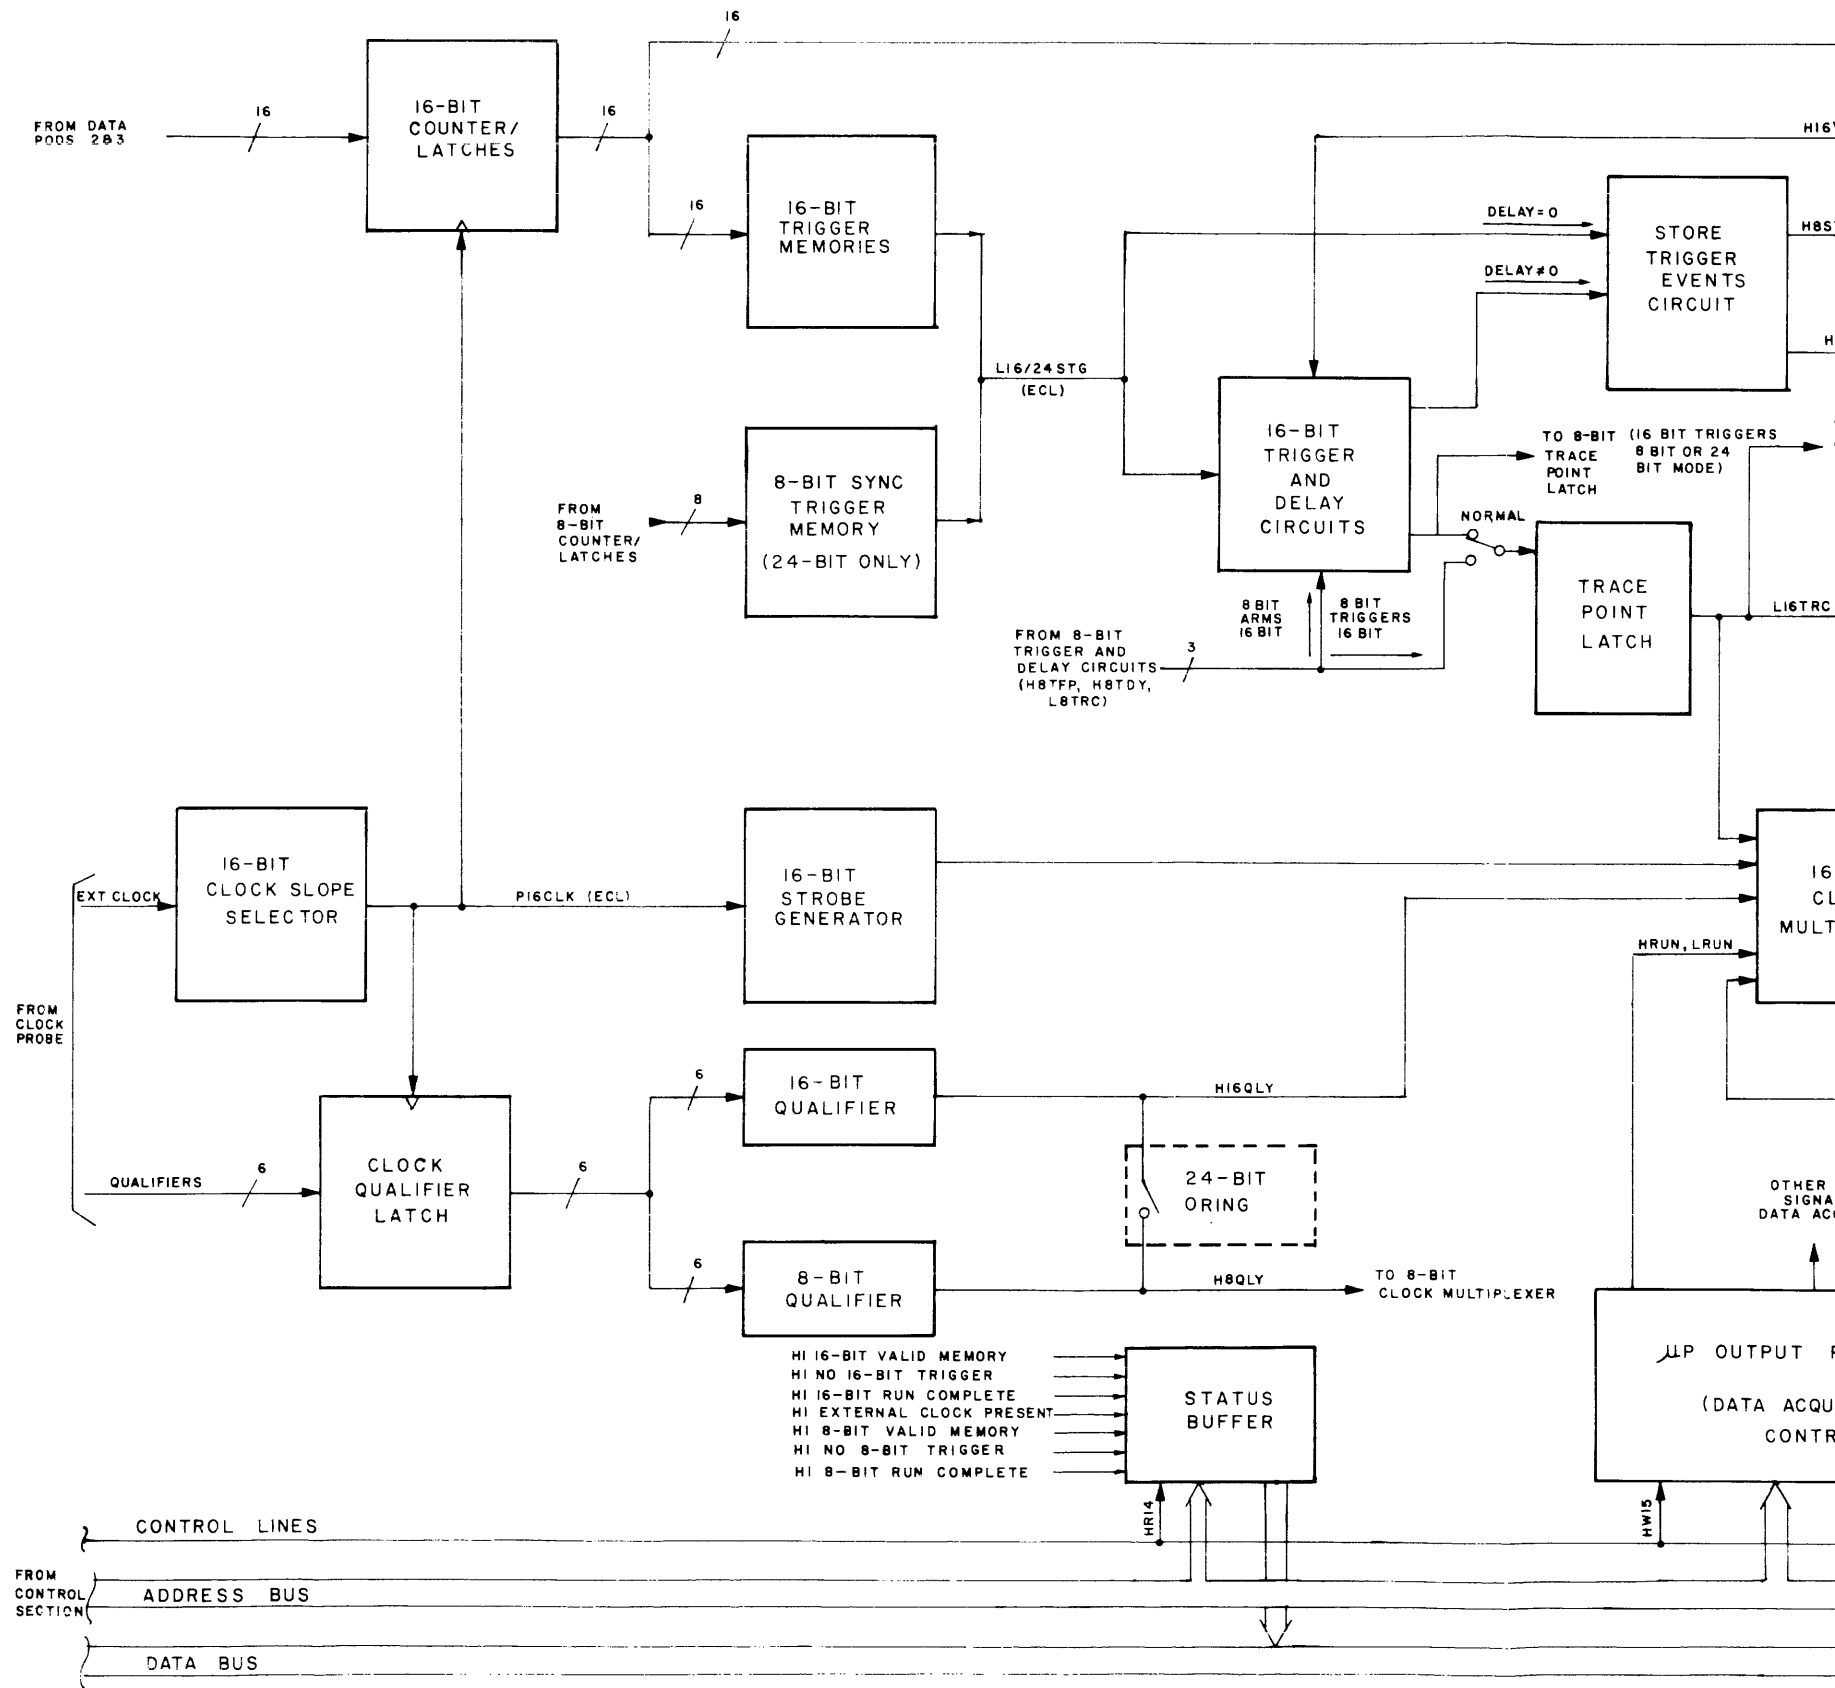 16
16-BIT
COUNTER/
LATCHES
16
16
FROM DATA
PODS 2&3
H16
16
16-BIT
TRIGGER
MEMORIES
DELAY=0
DELAY≠0
STORE
TRIGGER
EVENTS
CIRCUIT
H8S
H
L16/24STG
(ECL)
16-BIT
TRIGGER
AND
DELAY
CIRCUITS
TO 8-BIT
TRACE
POINT
LATCH
(16 BIT TRIGGERS
8 BIT OR 24
BIT MODE)
8-BIT SYNC
TRIGGER
MEMORY
(24-BIT ONLY)
FROM
8-BIT
COUNTER/
LATCHES
8
NORMAL
TRACE
POINT
LATCH
L16TRC
8 BIT
ARMS
16 BIT
8 BIT
TRIGGERS
16 BIT
FROM 8-BIT
TRIGGER AND
DELAY CIRCUITS
(H8TFP, H8TDY,
L8TRC)
3
EXT CLOCK
16-BIT
CLOCK SLOPE
SELECTOR
P16CLK (ECL)
16-BIT
STROBE
GENERATOR
16
CL
MULT
HRUN, LRUN
FROM
CLOCK
PROBE
QUALIFIERS
6
CLOCK
QUALIFIER
LATCH
6
6
16-BIT
QUALIFIER
H16QLY
24-BIT
ORING
6
8-BIT
QUALIFIER
H8QLY
TO 8-BIT
CLOCK MULTIPLEXER
OTHER
SIGNA
DATA ACQ
HI 16-BIT VALID MEMORY
HI NO 16-BIT TRIGGER
HI 16-BIT RUN COMPLETE
HI EXTERNAL CLOCK PRESENT
HI 8-BIT VALID MEMORY
HI NO 8-BIT TRIGGER
HI 8-BIT RUN COMPLETE
STATUS
BUFFER
μP OUTPUT
(DATA ACQU
CONTR
HR14
HW15
CONTROL LINES
FROM
CONTROL
SECTION
ADDRESS BUS
DATA BUS